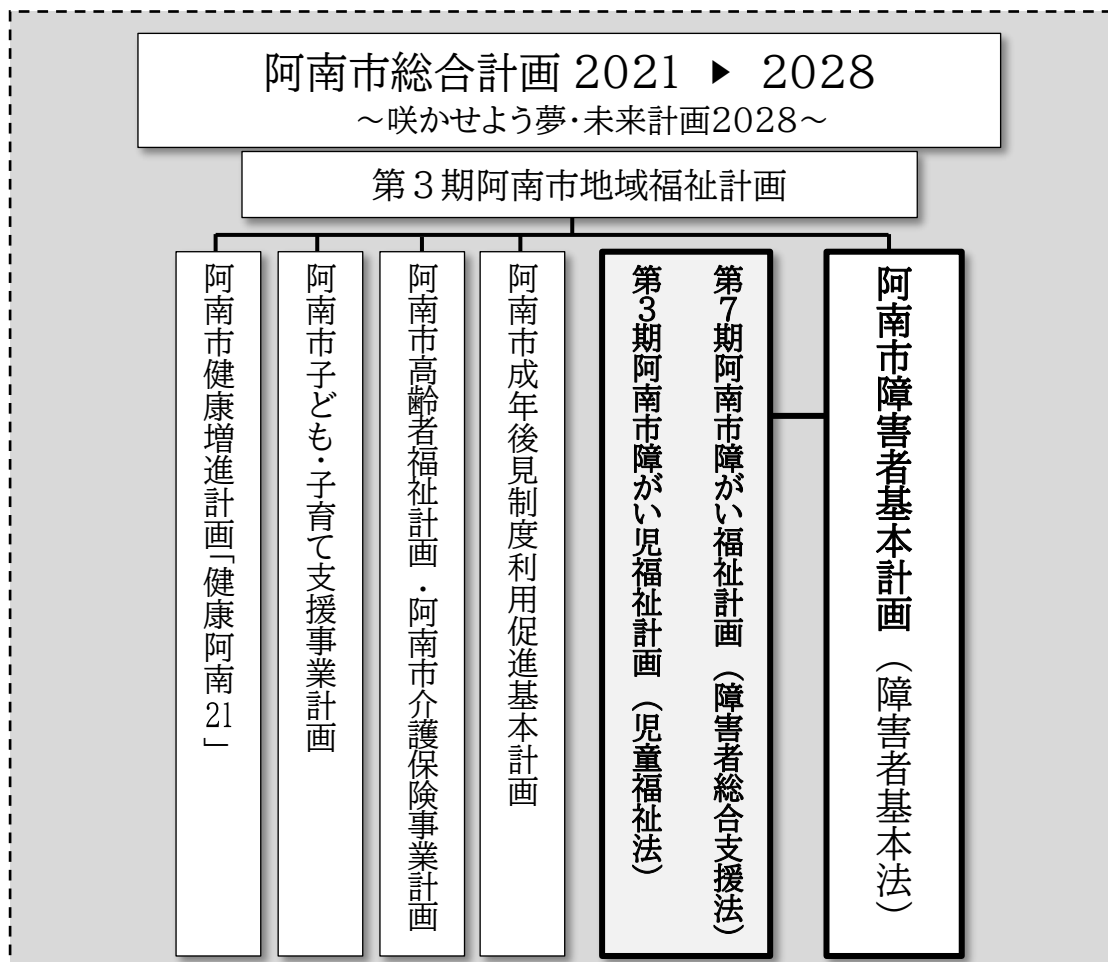 阿南市総合計画 2021 ▶ 2028
～咲かせよう夢・未来計画2028～
第３期阿南市地域福祉計画
阿南市障害者基本計画（障害者基本法）
第７期阿南市障がい福祉計画（障害者総合支援法）
第３期阿南市障がい児福祉計画（児童福祉法）
阿南市成年後見制度利用促進基本計画
阿南市高齢者福祉計画・阿南市介護保険事業計画
阿南市子ども・子育て支援事業計画
阿南市健康増進計画「健康阿南21」